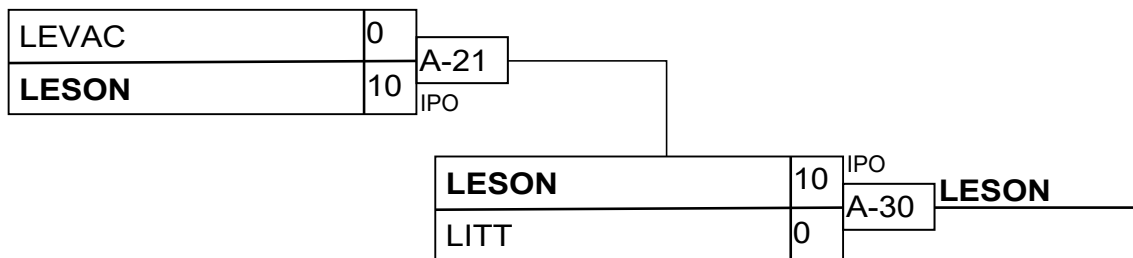 LEVAC 0
A-21
LESON 10
IPO
LESON 10 IPO
A-30 LESON
LITT 0